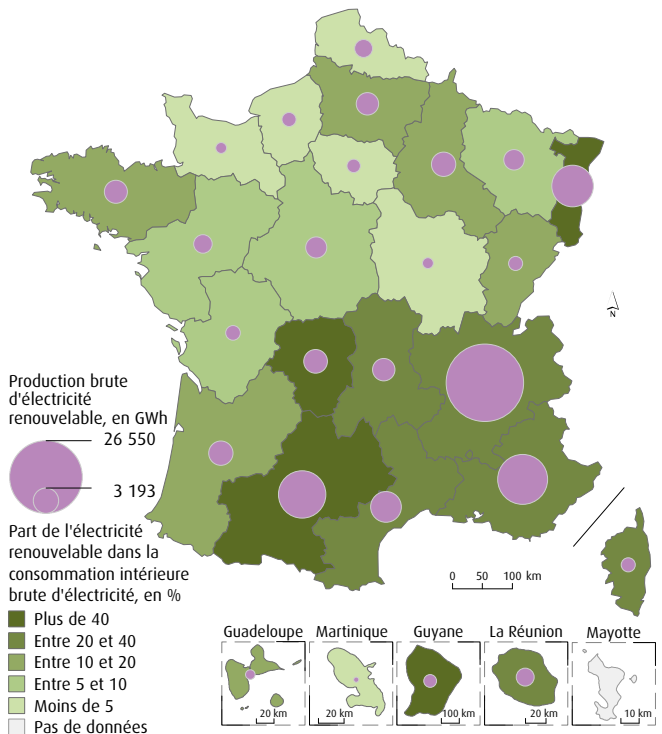 N
Production brute
d'électricité
renouvelable, en GWh
26 550
3 193
Part de l'électricité
renouvelable dans la
consommation intérieure
brute d'électricité, en %
Plus de 40
Entre 20 et 40
Entre 10 et 20
Entre 5 et 10
Moins de 5
Pas de données
0 50 100 km
Guadeloupe Martinique Guyane La Réunion Mayotte
20 km 20 km 100 km 20 km 10 km